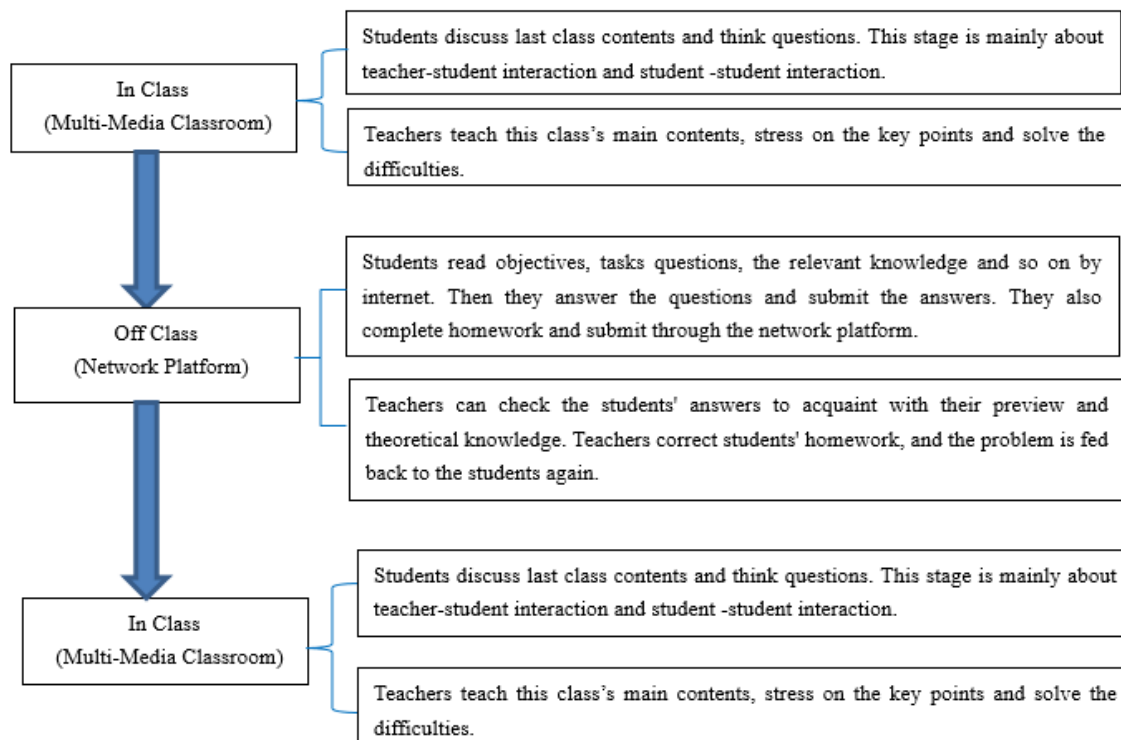 In Class
(Multi-Media Classroom)
Students discuss last class contents and think questions. This stage is mainly about
teacher-student interaction and student -student interaction.
Teachers teach this class’s main contents, stress on the key points and solve the
difficulties.
Off Class
(Network Platform)
Students read objectives, tasks questions, the relevant knowledge and so on by
internet. Then they answer the questions and submit the answers. They also
complete homework and submit through the network platform.
Teachers can check the students' answers to acquaint with their preview and
theoretical knowledge. Teachers correct students' homework, and the problem is fed
back to the students again.
In Class
(Multi-Media Classroom)
Students discuss last class contents and think questions. This stage is mainly about
teacher-student interaction and student -student interaction.
Teachers teach this class’s main contents, stress on the key points and solve the
difficulties.